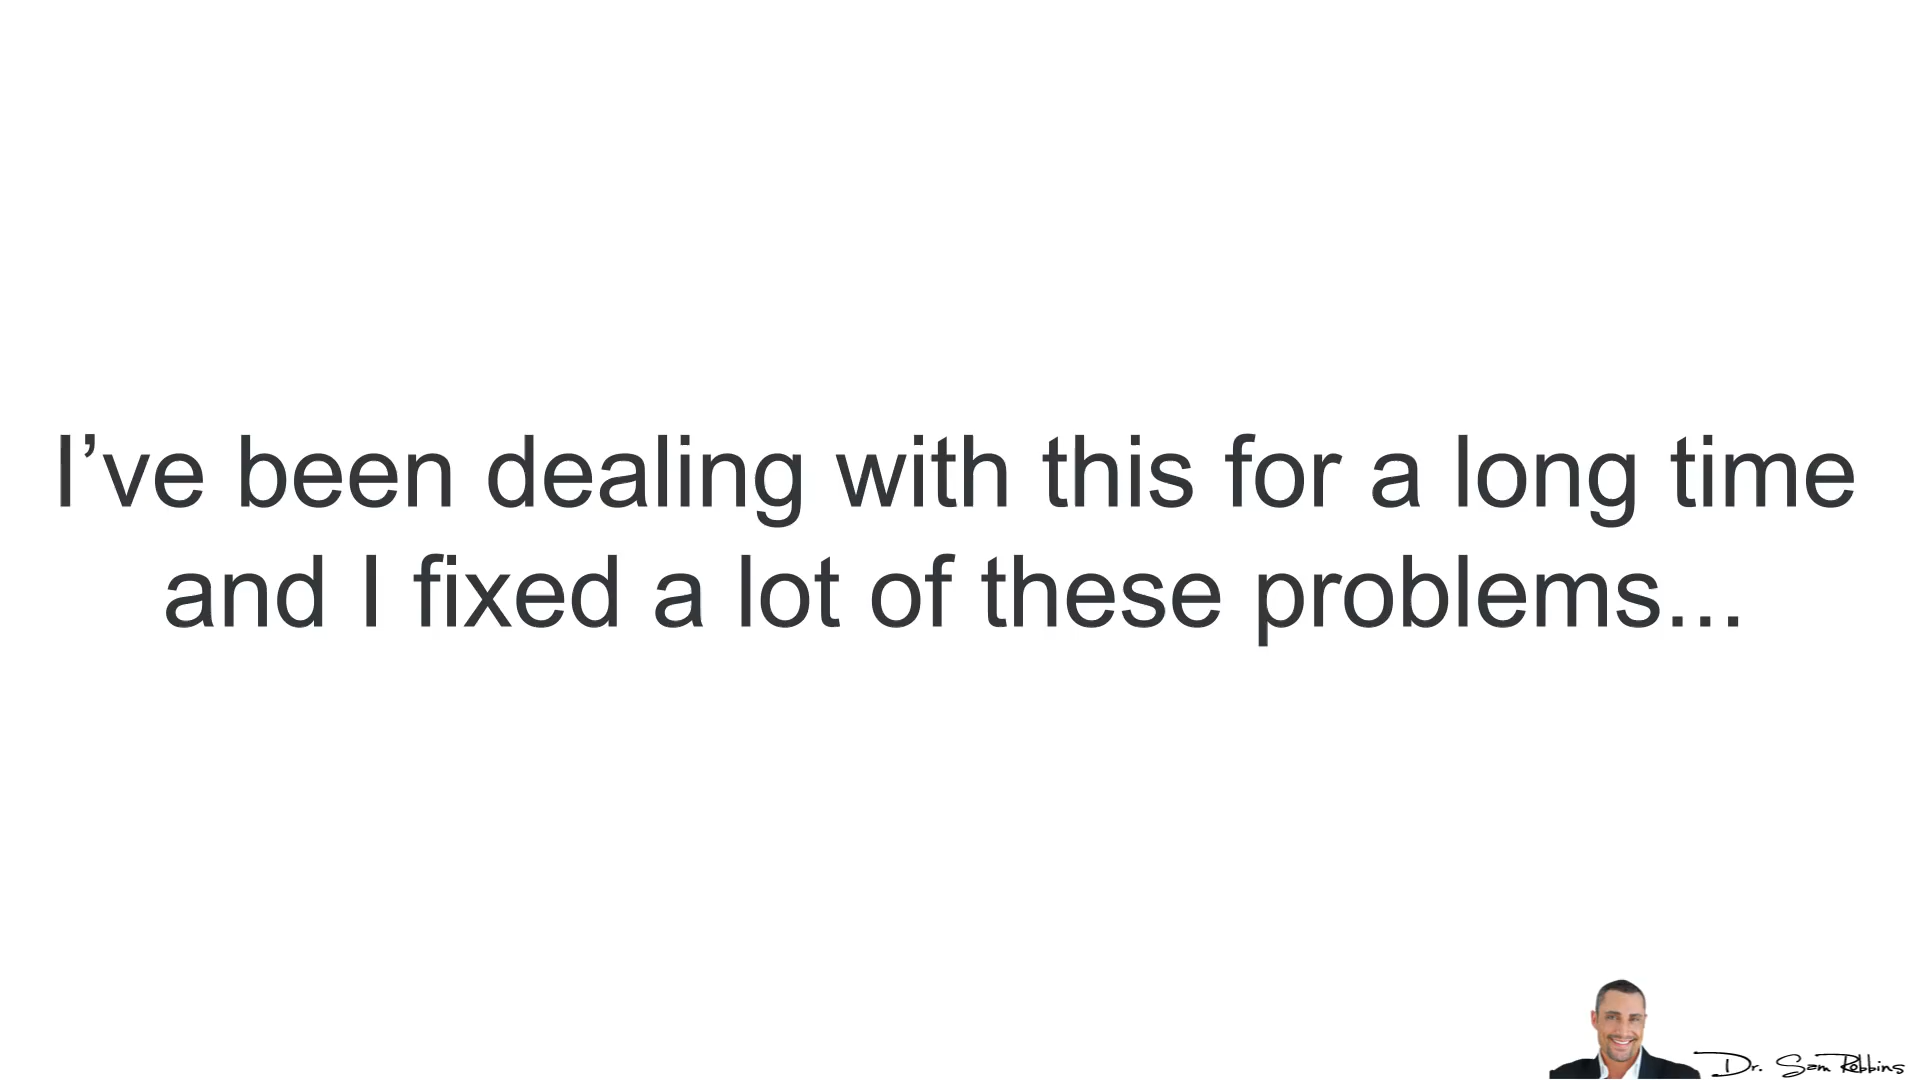 I’ve been dealing with this for a long time
and I fixed a lot of these problems...
Dr. Sam Robbins